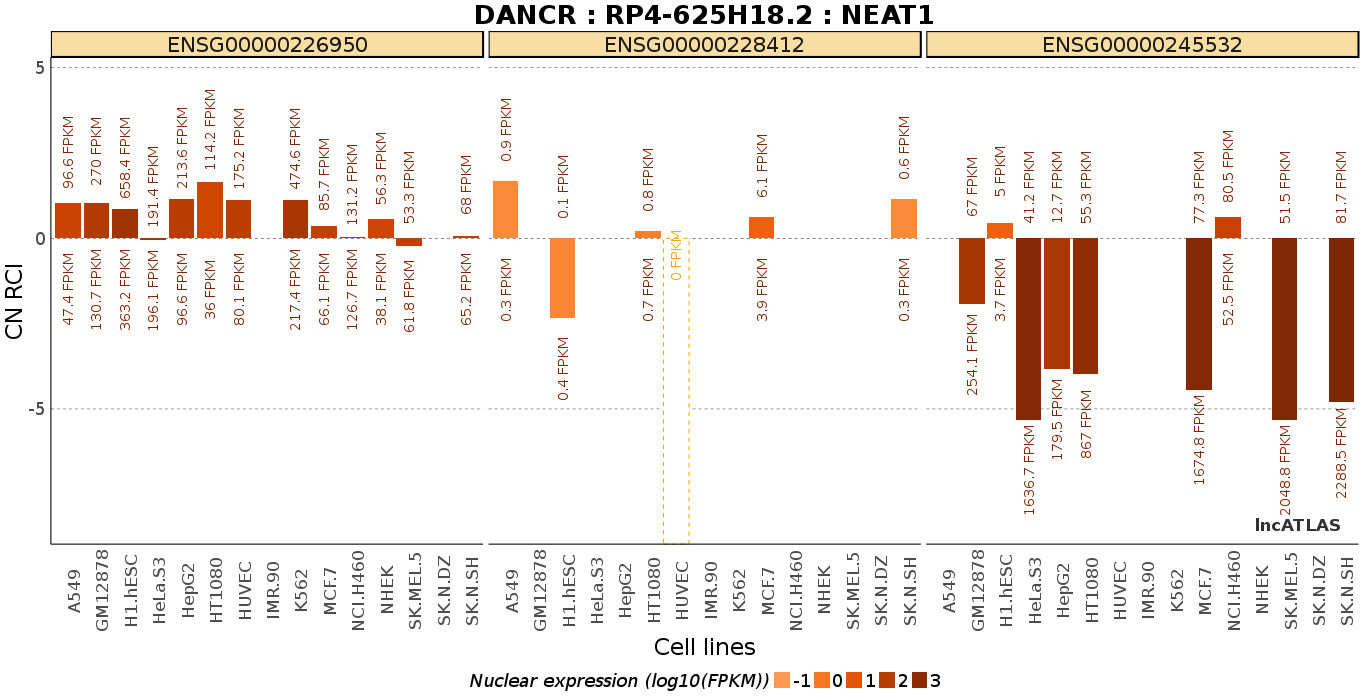 DANCR : RP4-625H18.2 : NEAT1
ENSG00000226950
ENSG00000228412
ENSG00000245532
CN RCI
5
0
-5
96.6 FPKM
270 FPKM
658.4 FPKM
191.4 FPKM
213.6 FPKM
114.2 FPKM
175.2 FPKM
474.6 FPKM
85.7 FPKM
131.2 FPKM
56.3 FPKM
53.3 FPKM
68 FPKM
47.4 FPKM
130.7 FPKM
363.2 FPKM
196.1 FPKM
96.6 FPKM
36 FPKM
80.1 FPKM
217.4 FPKM
66.1 FPKM
126.7 FPKM
38.1 FPKM
61.8 FPKM
65.2 FPKM
0.9 FPKM
0.1 FPKM
0.8 FPKM
0 FPKM
6.1 FPKM
0.6 FPKM
0.3 FPKM
0.4 FPKM
0.7 FPKM
3.9 FPKM
0.3 FPKM
67 FPKM
5 FPKM
41.2 FPKM
12.7 FPKM
55.3 FPKM
77.3 FPKM
80.5 FPKM
51.5 FPKM
81.7 FPKM
254.1 FPKM
3.7 FPKM
1636.7 FPKM
179.5 FPKM
867 FPKM
1674.8 FPKM
52.5 FPKM
2048.8 FPKM
2288.5 FPKM
lncATLAS
A549
GM12878
H1.hESC
HeLa.S3
HepG2
HT1080
HUVEC
IMR.90
K562
MCF.7
NCI.H460
NHEK
SK.MEL.5
SK.N.DZ
SK.N.SH
A549
GM12878
H1.hESC
HeLa.S3
HepG2
HT1080
HUVEC
IMR.90
K562
MCF.7
NCI.H460
NHEK
SK.MEL.5
SK.N.DZ
SK.N.SH
A549
GM12878
H1.hESC
HeLa.S3
HepG2
HT1080
HUVEC
IMR.90
K562
MCF.7
NCI.H460
NHEK
SK.MEL.5
SK.N.DZ
SK.N.SH
Cell lines
Nuclear expression (log10(FPKM)) -1 0 1 2 3